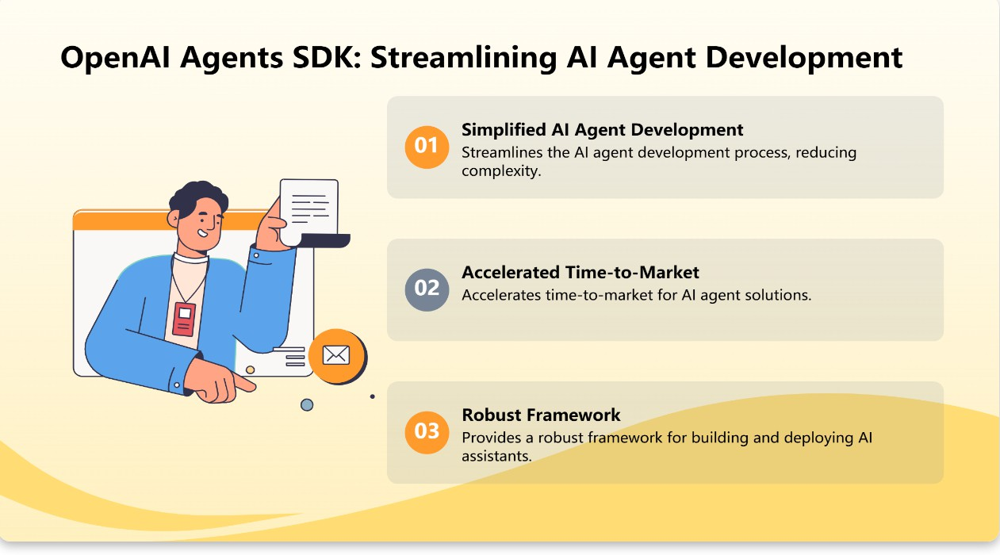 OpenAI Agents SDK: Streamlining AI Agent Development
01
Simplified AI Agent Development
Streamlines the AI agent development process, reducing
complexity.
02
Accelerated Time-to-Market
Accelerates time-to-market for AI agent solutions.
03
Robust Framework
Provides a robust framework for building and deploying AI
assistants.